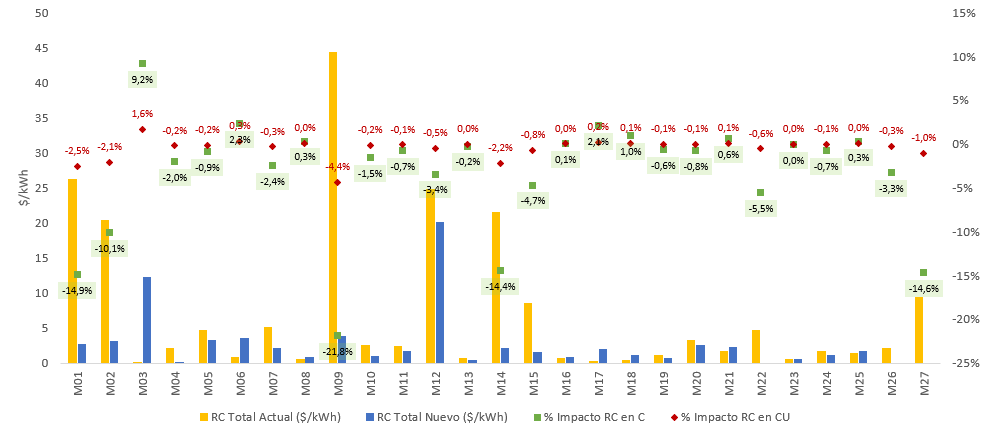 50
45
40
35
30
25
20
15
10
5
0
$/kWh
15%
10%
5%
0%
-5%
-10%
-15%
-20%
-25%
-2,5%
-2,1%
1,6%
-0,2%
-0,2%
0,3%
-0,3%
0,0%
-4,4%
-0,2%
-0,1%
-0,5%
0,0%
-2,2%
-0,8%
0,0%
0,2%
0,1%
-0,1%
-0,1%
0,1%
-0,6%
0,0%
-0,1%
0,0%
-0,3%
-1,0%
-14,9%
-10,1%
9,2%
-2,0%
-0,9%
2,3%
-2,4%
0,3%
-21,8%
-1,5%
-0,7%
-3,4%
-0,2%
-14,4%
-4,7%
0,1%
2,1%
1,0%
-0,6%
-0,8%
0,6%
-5,5%
0,0%
-0,7%
0,3%
-3,3%
-14,6%
M01
M02
M03
M04
M05
M06
M07
M08
M09
M10
M11
M12
M13
M14
M15
M16
M17
M18
M19
M20
M21
M22
M23
M24
M25
M26
M27
RC Total Actual ($/kWh) RC Total Nuevo ($/kWh) % Impacto RC en C % Impacto RC en CU